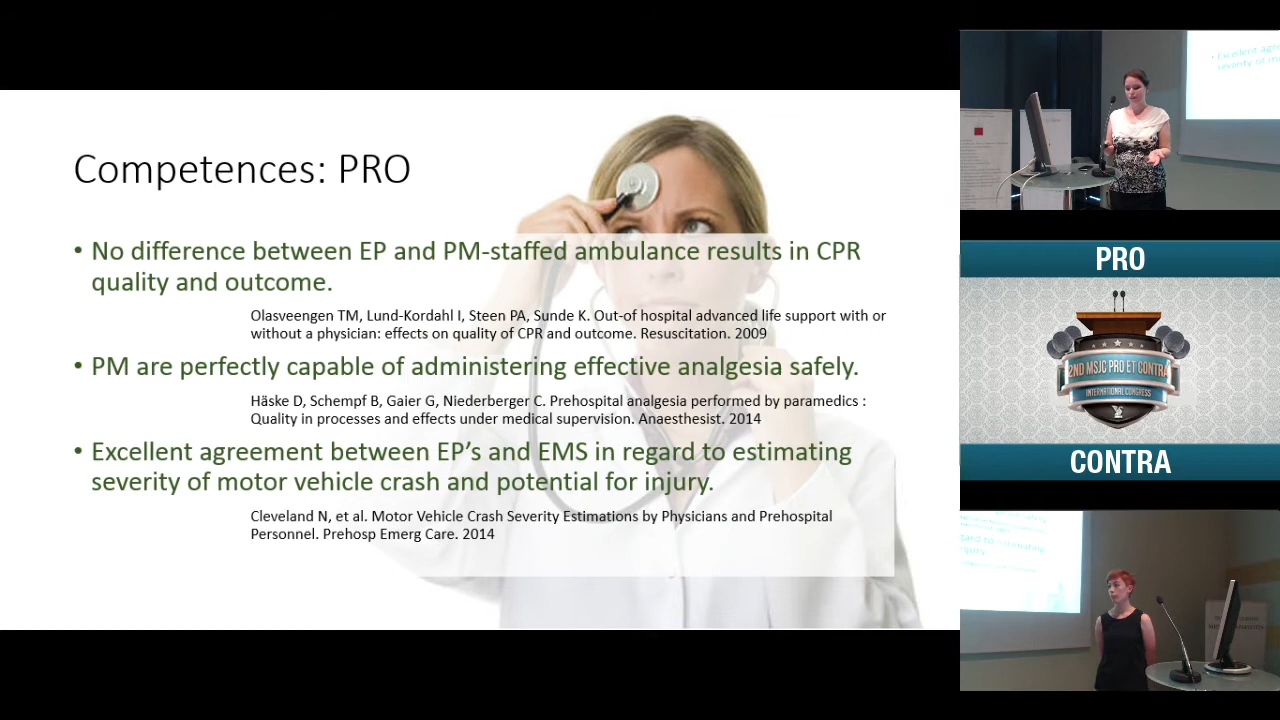 Competences: PRO
• No difference between EP and PM-staffed ambulance results in CPR
quality and outcome.
Olasveengen TM, Lund-Kordahl I, Steen PA, Sunde K. Out-of hospital advanced life support with or
without a physician: effects on quality of CPR and outcome. Resuscitation. 2009
• PM are perfectly capable of administering effective analgesia safely.
Häske D, Schempf B, Gaier G, Niederberger C. Prehospital analgesia performed by paramedics :
Quality in processes and effects under medical supervision. Anaesthesist. 2014
• Excellent agreement between EP’s and EMS in regard to estimating
severity of motor vehicle crash and potential for injury.
Cleveland N, et al. Motor Vehicle Crash Severity Estimations by Physicians and Prehospital
Personnel. Prehosp Emerg Care. 2014
• Excellent agre
severity of m
PRO
2ND MSJC PRO ET CONTRA
INTERNATIONAL CONGRESS
CONTRA